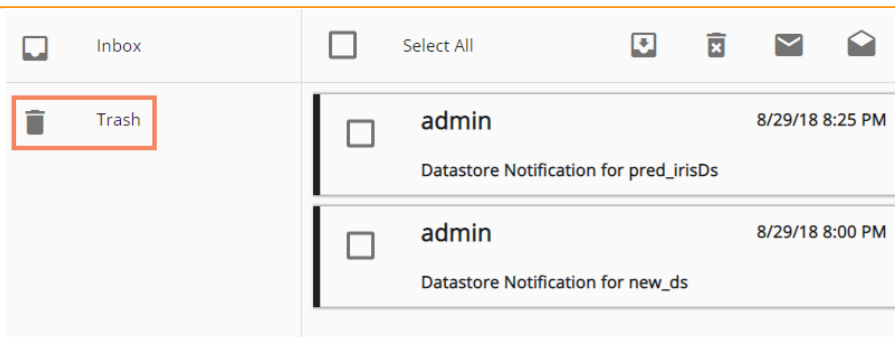 Inbox
Select All
Trash
admin 8/29/18 8:25 PM
Datastore Notification for pred_irisDs
admin 8/29/18 8:00 PM
Datastore Notification for new_ds